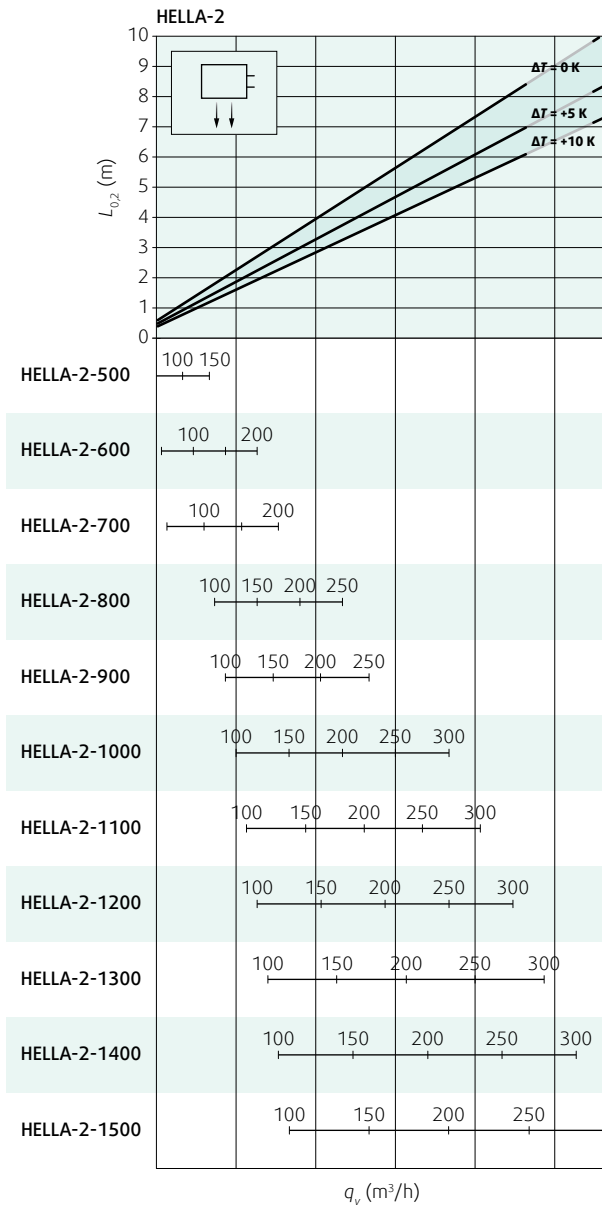 HELLA-2
10
9
8
7
6
5
4
3
2
1
0
L0,2 (m)
ΔT = 0 K
ΔT = +5 K
ΔT = +10 K
HELLA-2-500
100 150
HELLA-2-600
100 200
HELLA-2-700
100 200
HELLA-2-800
100 150 200 250
HELLA-2-900
100 150 200 250
HELLA-2-1000
100 150 200 250 300
HELLA-2-1100
100 150 200 250 300
HELLA-2-1200
100 150 200 250 300
HELLA-2-1300
100 150 200 250 300
HELLA-2-1400
100 150 200 250 300
HELLA-2-1500
100 150 200 250
qv (m³/h)